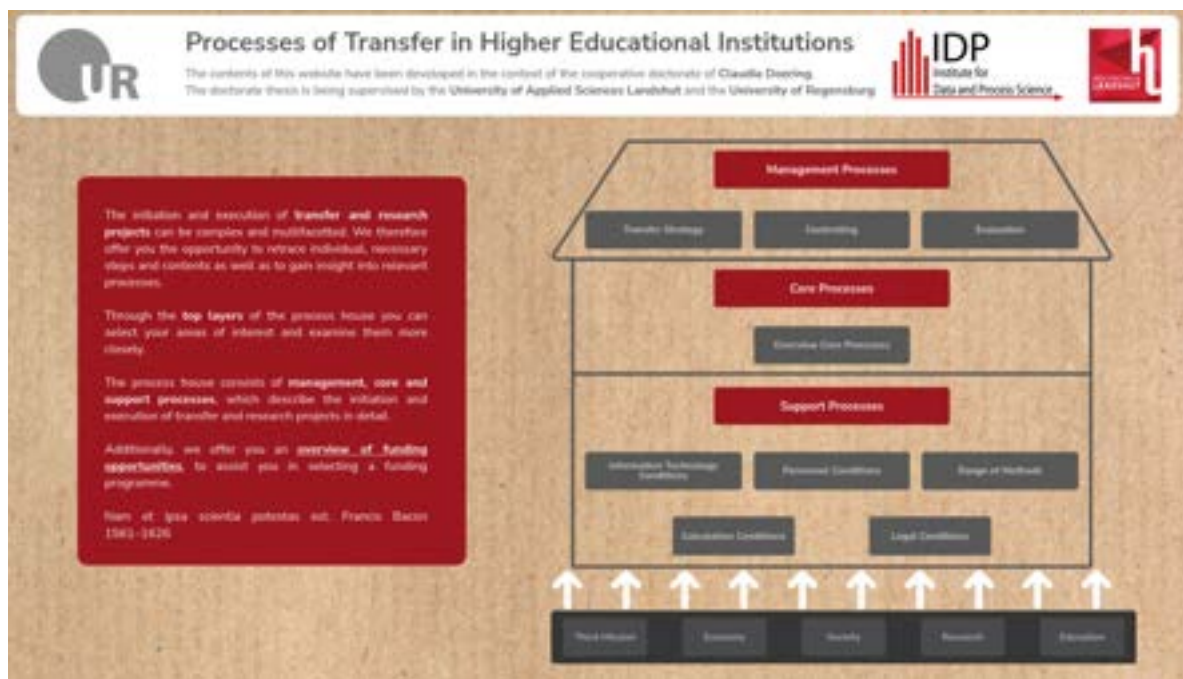 UR
Processes of Transfer in Higher Educational Institutions
The contents of this website have been developed in the context of the cooperative doctorate of Claudia Doering.
The doctorate thesis is being supervised by the University of Applied Sciences Landshut and the University of Regensburg
IDP
Institute for
Data and Process Science
LANDSHUT
The initiation and execution of transfer and research
projects can be complex and multifacetted. We therefore
offer you the opportunity to retrace individual, necessary
steps and contents as well as to gain insight into relevant
processes.
Through the top layers of the process house you can
select your areas of interest and examine them more
closely.
The process house consists of management, core and
support processes, which describe the initiation and
execution of transfer and research projects in detail.
Additionally, we offer you an overview of funding
opportunities, to assist you in selecting a funding
programme.
Nam et ipsa scientia potestas est. Francis Bacon
1561–1626
Management Processes
Transfer Strategy
Controlling
Evaluation
Core Processes
Overview Core Processes
Support Processes
Information Technology
Conditions
Personnel Conditions
Range of Methods
Calculation Conditions
Legal Conditions
Third Mission
Economy
Society
Research
Education